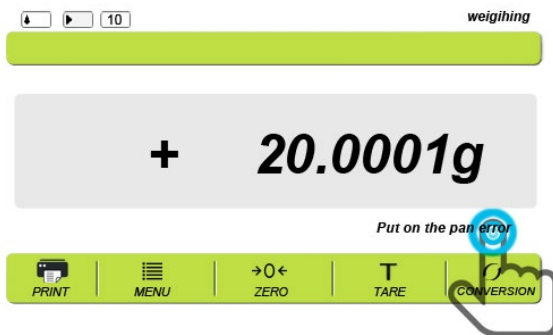 10 weigihing
+ 20.0001g
Put on the pan error
PRINT MENU →0← ZERO T TARE CONVERSION